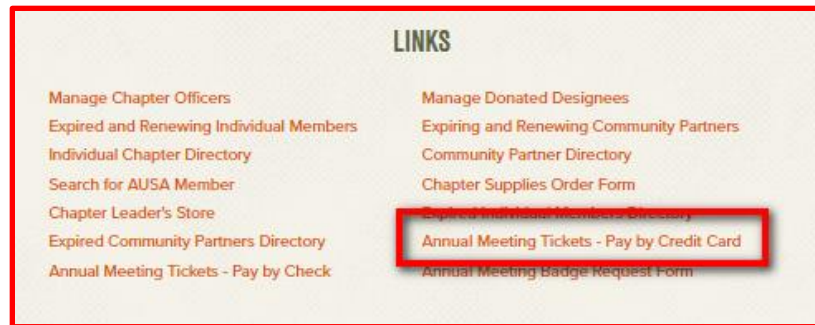 LINKS
Manage Chapter Officers
Expired and Renewing Individual Members
Individual Chapter Directory
Search for AUSA Member
Chapter Leader's Store
Expired Community Partners Directory
Annual Meeting Tickets - Pay by Check
Manage Donated Designees
Expiring and Renewing Community Partners
Community Partner Directory
Chapter Supplies Order Form
Expired Individual Members Directory
Annual Meeting Tickets - Pay by Credit Card
Annual Meeting Badge Request Form